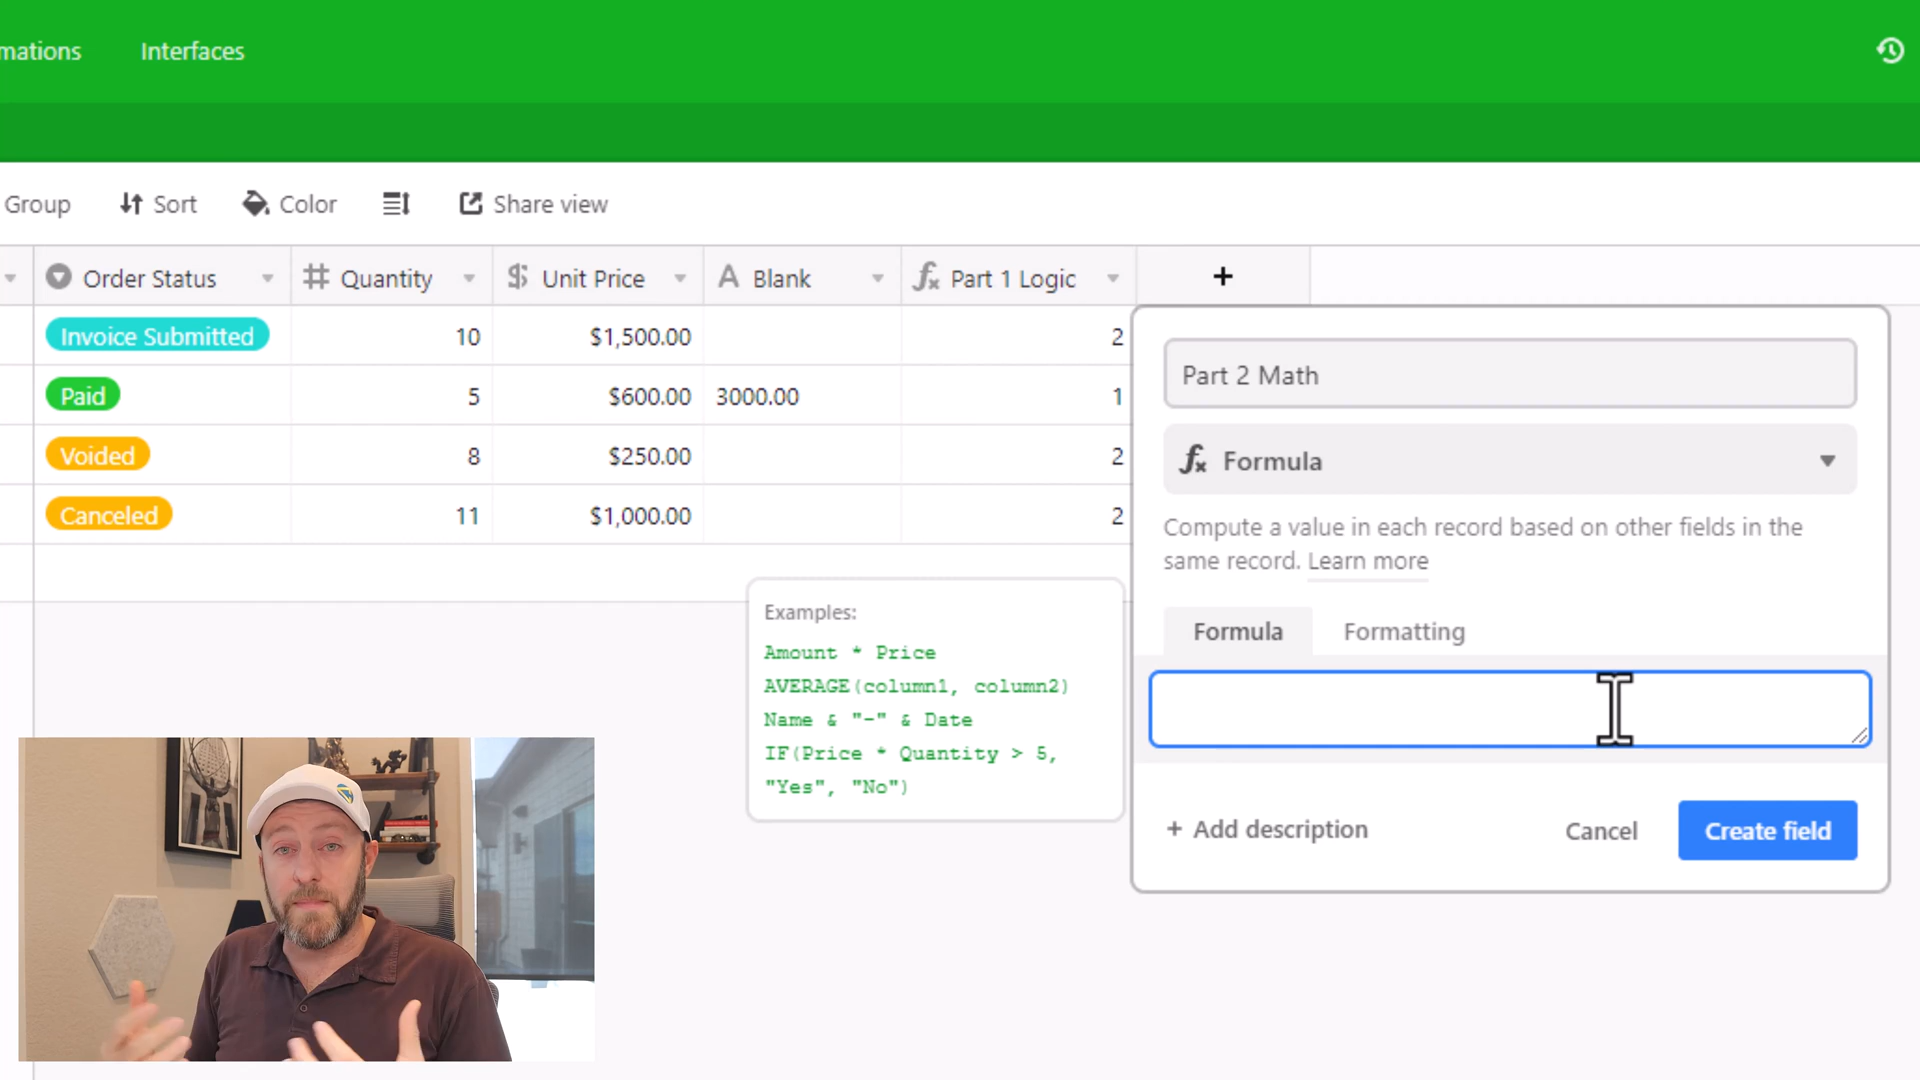 mations Interfaces
Group Sort Color Share view
Order Status Quantity Unit Price A Blank fx Part 1 Logic +
Invoice Submitted 10 $1,500.00 2
Paid 5 $600.00 3000.00 1
Voided 8 $250.00 2
Canceled 11 $1,000.00 2
Part 2 Math
fx Formula
Compute a value in each record based on other fields in the
same record. Learn more
Formula Formatting
Examples:
Amount * Price
AVERAGE(column1, column2)
Name & "-" & Date
IF(Price * Quantity > 5,
"Yes", "No")
+ Add description Cancel Create field